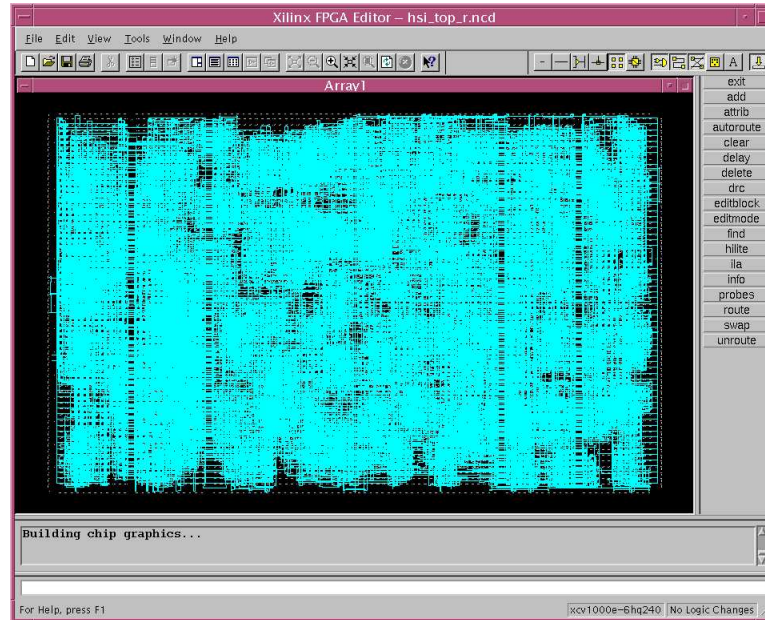 Xilinx FPGA Editor – hsi_top_r.ncd
File Edit View Tools Window Help
A
Array1
exit
add
attrib
autoroute
clear
delay
delete
drc
editblock
editmode
find
hilite
ila
info
probes
route
swap
unroute
Building chip graphics...
For Help, press F1
xcv1000e-6hq240 No Logic Changes